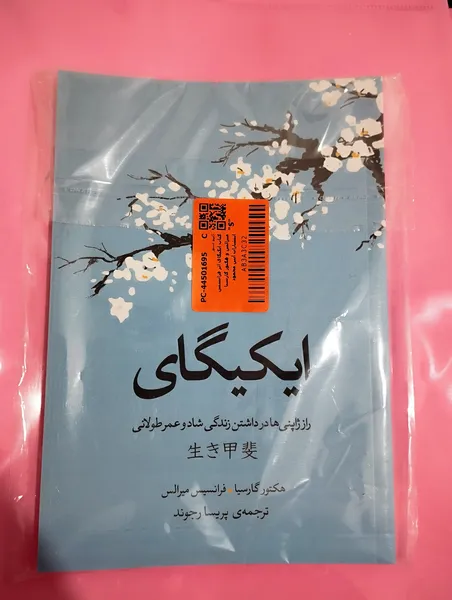 PC-44501695
C
"S"
AB3A3C32
ایکیگای
راز ژاپنی‌ها در داشتن زندگی شاد و عمر طولانی
生き甲斐
هکتور گارسیا • فرانسیس میرالس
ترجمه‌ی پریسا رجوند